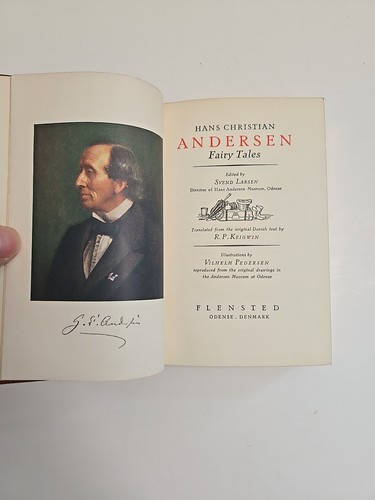 H. C. Andersen
HANS CHRISTIAN
ANDERSEN
Fairy Tales
Edited by
SVEND LARSEN
Director of Hans Andersen Museum, Odense
Translated from the original Danish text by
R. P. KEIGWIN
Illustrations by
VILHELM PEDERSEN
reproduced from the original drawings in
the Andersen Museum at Odense
FLENSTED
ODENSE - DENMARK